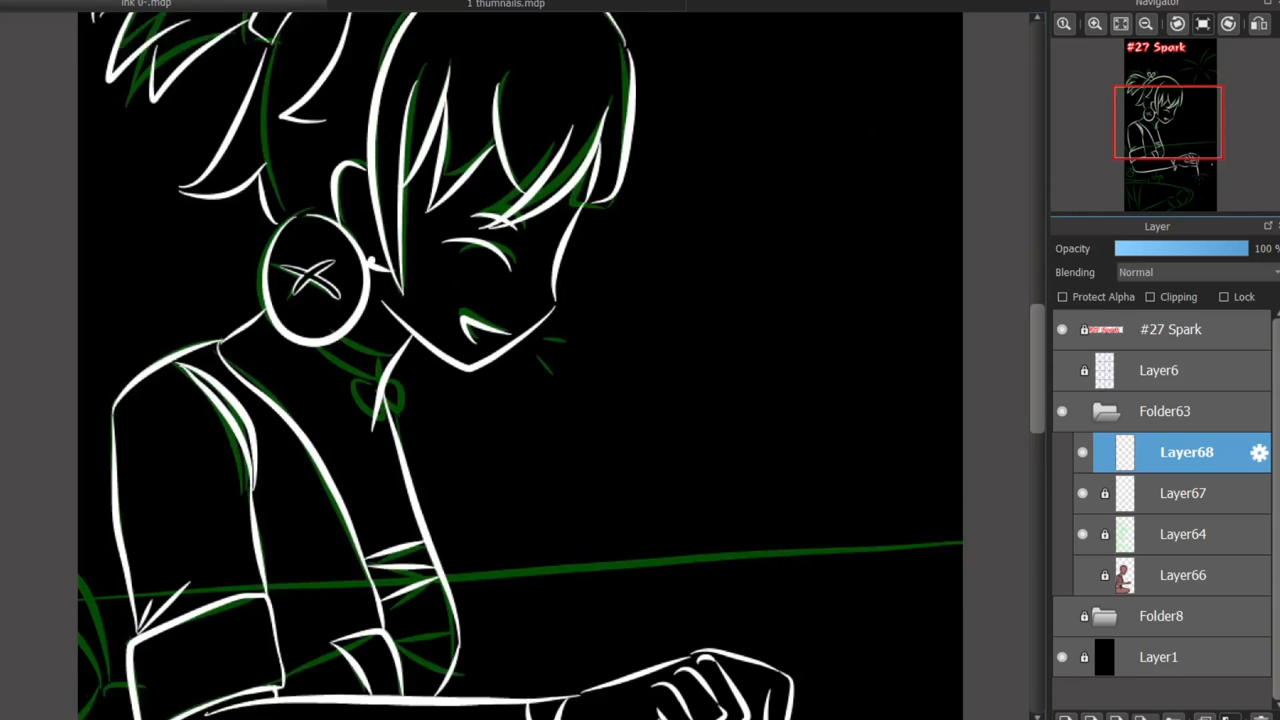 ink 0-.mdp
1 thumnails.mdp
Navigator
#27 Spark
Layer
Opacity
100 %
Blending
Normal
Protect Alpha
Clipping
Lock
#27 Spark
Layer6
Folder63
Layer68
Layer67
Layer64
Layer66
Folder8
Layer1